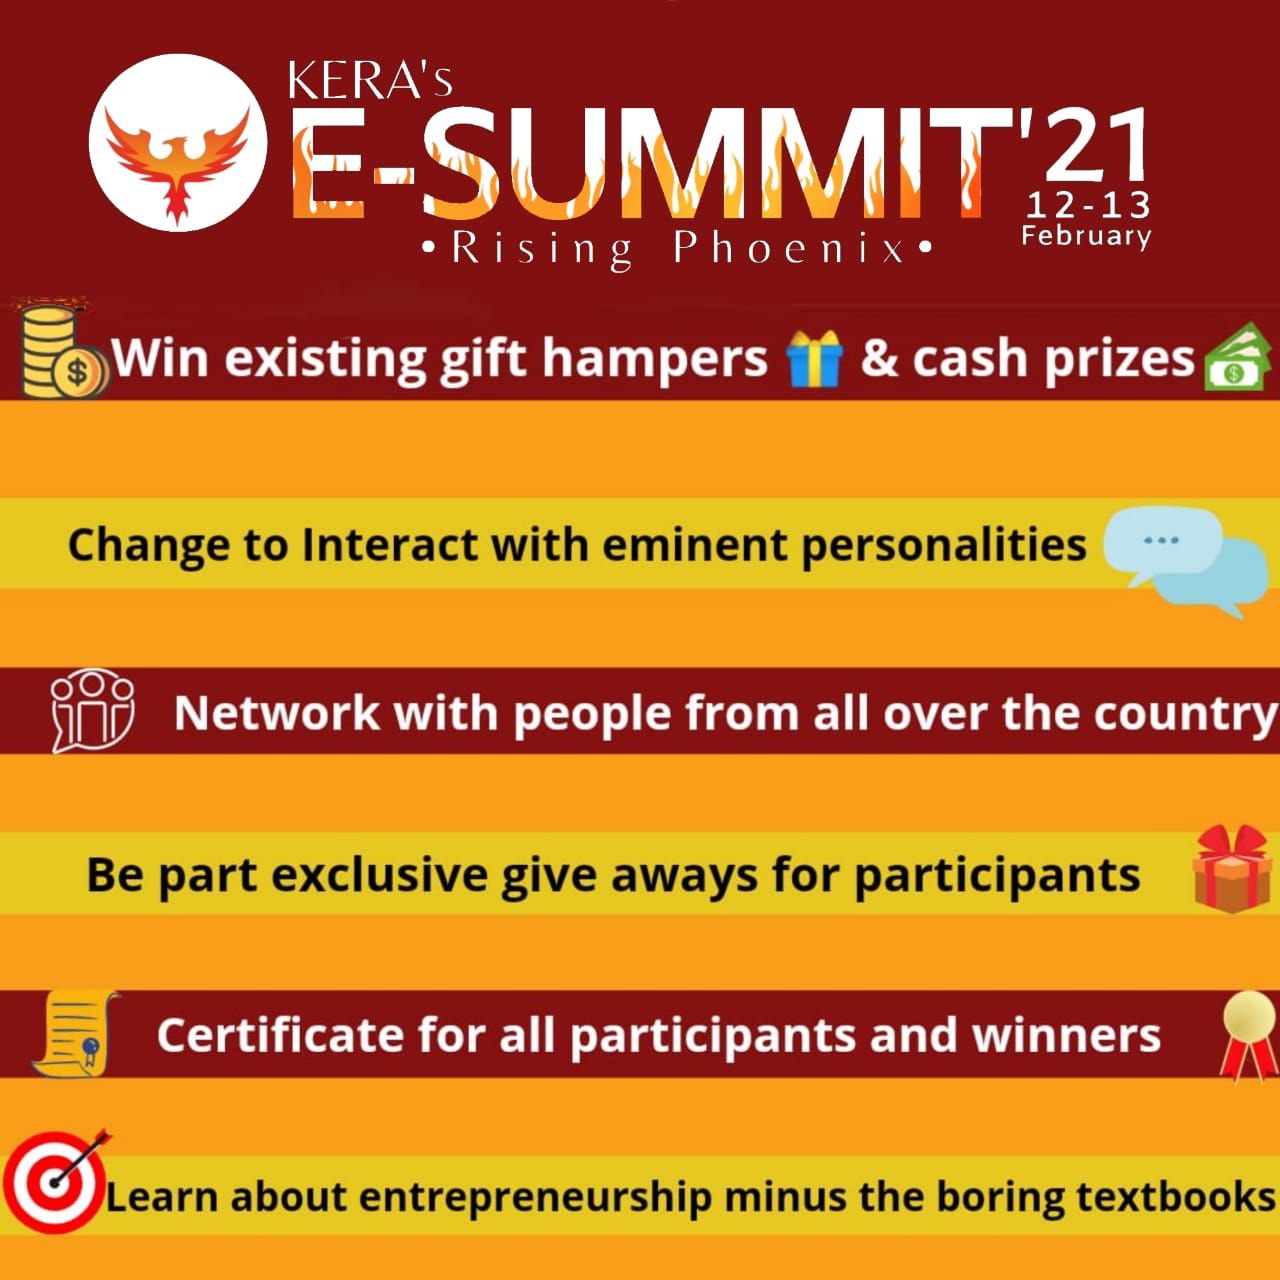 KERA's
E-SUMMIT'21
12-13
February
•Rising Phoenix•
Win existing gift hampers & cash prizes
Change to Interact with eminent personalities
Network with people from all over the country
Be part exclusive give aways for participants
Certificate for all participants and winners
Learn about entrepreneurship minus the boring textbooks